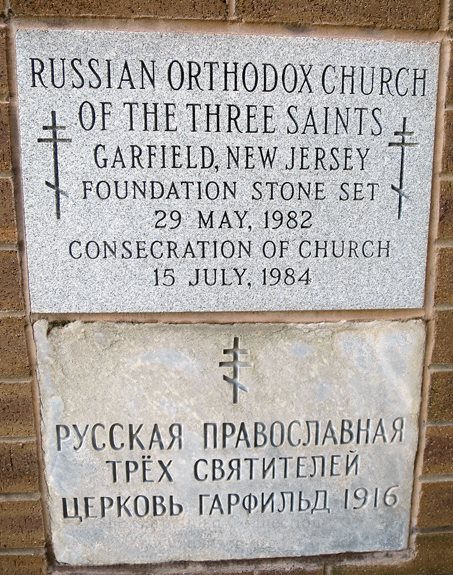 RUSSIAN ORTHODOX CHURCH
OF THE THREE SAINTS
GARFIELD, NEW JERSEY
FOUNDATION STONE SET
29 MAY, 1982
CONSECRATION OF CHURCH
15 JULY, 1984
РУССКАЯ ПРАВОСЛАВНАЯ
ТРЁХ СВЯТИТЕЛЕЙ
ЦЕРКОВЬ ГАРФИЛЬД 1916